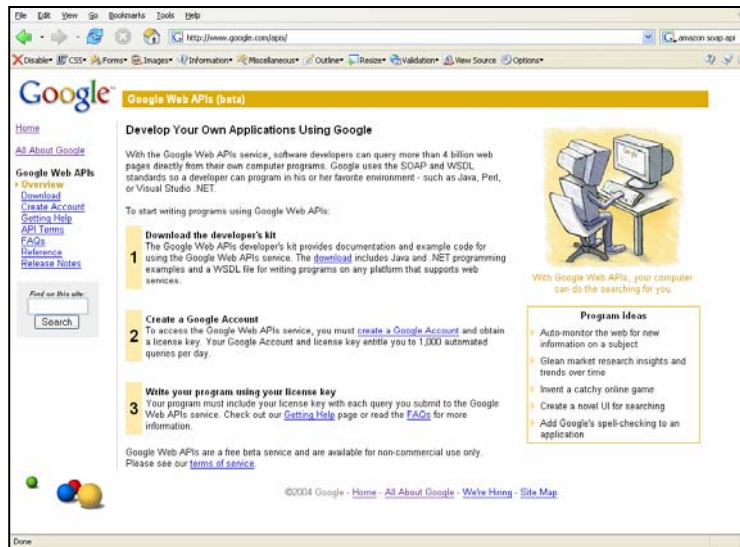 File Edit View Go Bookmarks Tools Help
http://www.google.com/apis/
amazon soap api
Disable CSS Forms Images Information Miscellaneous Outline Resize Validation View Source Options
Google
Google Web APIs (beta)
Home
All About Google
Google Web APIs
Overview
Download
Create Account
Getting Help
API Terms
FAQs
Reference
Release Notes
Find on this site:
Search
Develop Your Own Applications Using Google
With the Google Web APIs service, software developers can query more than 4 billion web
pages directly from their own computer programs. Google uses the SOAP and WSDL
standards so a developer can program in his or her favorite environment - such as Java, Perl,
or Visual Studio .NET.
To start writing programs using Google Web APIs:
1
Download the developer's kit
The Google Web APIs developer's kit provides documentation and example code for
using the Google Web APIs service. The download includes Java and .NET programming
examples and a WSDL file for writing programs on any platform that supports web
services.
2
Create a Google Account
To access the Google Web APIs service, you must create a Google Account and obtain
a license key. Your Google Account and license key entitle you to 1,000 automated
queries per day.
3
Write your program using your license key
Your program must include your license key with each query you submit to the Google
Web APIs service. Check out our Getting Help page or read the FAQs for more
information.
Google Web APIs are a free beta service and are available for non-commercial use only.
Please see our terms of service.
Google
With Google Web APIs, your computer
can do the searching for you.
Program Ideas
Auto-monitor the web for new
information on a subject
Glean market research insights and
trends over time
Invent a catchy online game
Create a novel UI for searching
Add Google's spell-checking to an
application
©2004 Google - Home - All About Google - We're Hiring - Site Map
Done